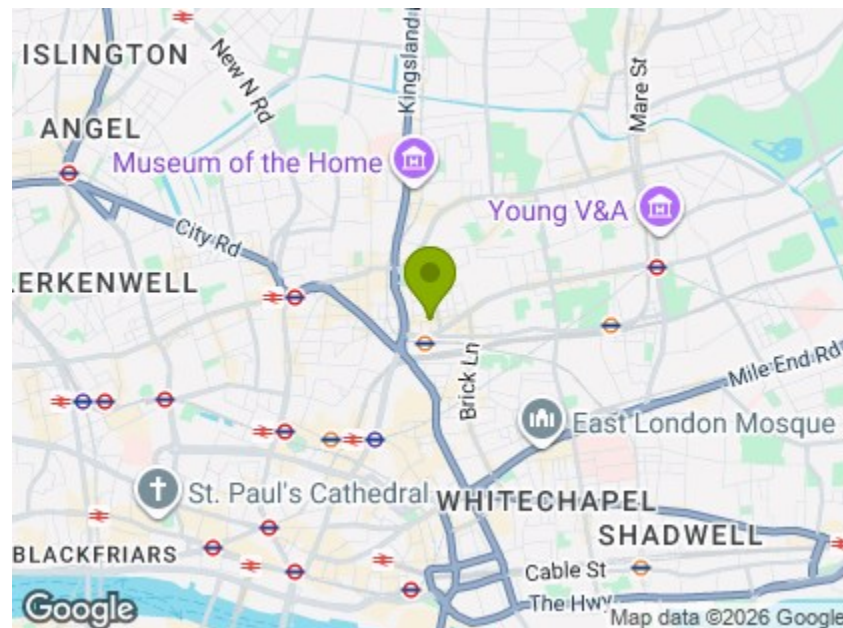 ISLINGTON
New N Rd
Kingsland
Mare St
ANGEL
Museum of the Home
Young V&A
City Rd
LERKENWELL
Brick Ln
Mile End Rd
East London Mosque
St. Paul's Cathedral
WHITECHAPEL
SHADWELL
BLACKFRIARS
Cable St
The Hwy
Google
Map data ©2026 Google